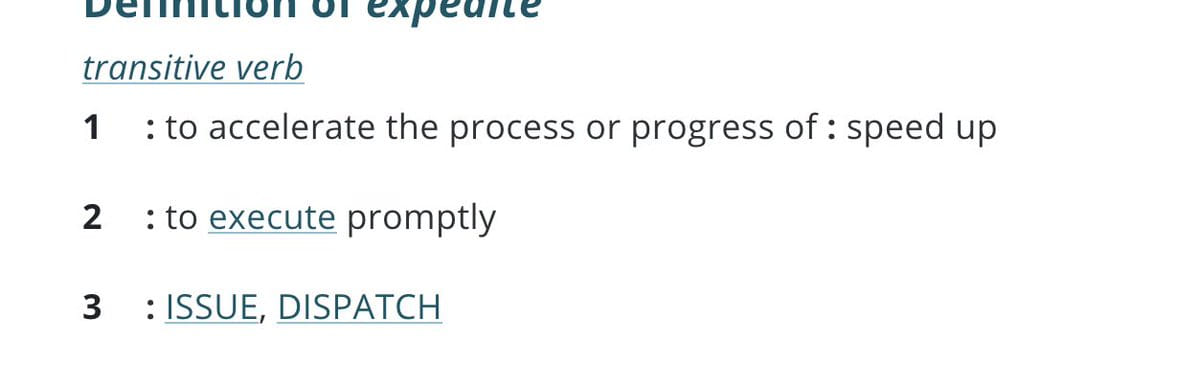 Definition of expedite
transitive verb
1 : to accelerate the process or progress of : speed up
2 : to execute promptly
3 : ISSUE, DISPATCH